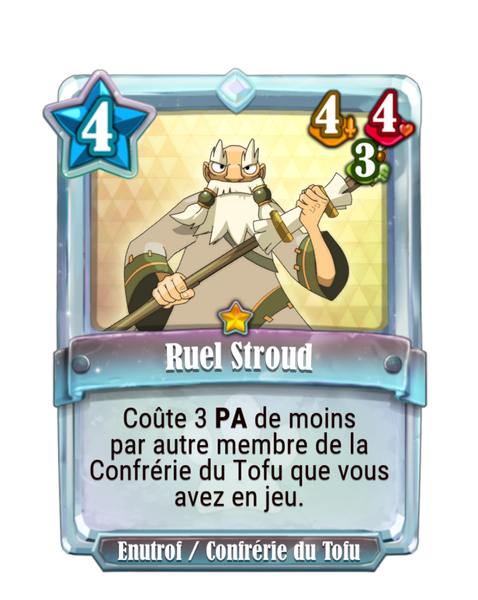 4
4
4
3
Ruel Stroud
Coûte 3 PA de moins
par autre membre de la
Confrérie du Tofu que vous
avez en jeu.
Enutrof / Confrérie du Tofu